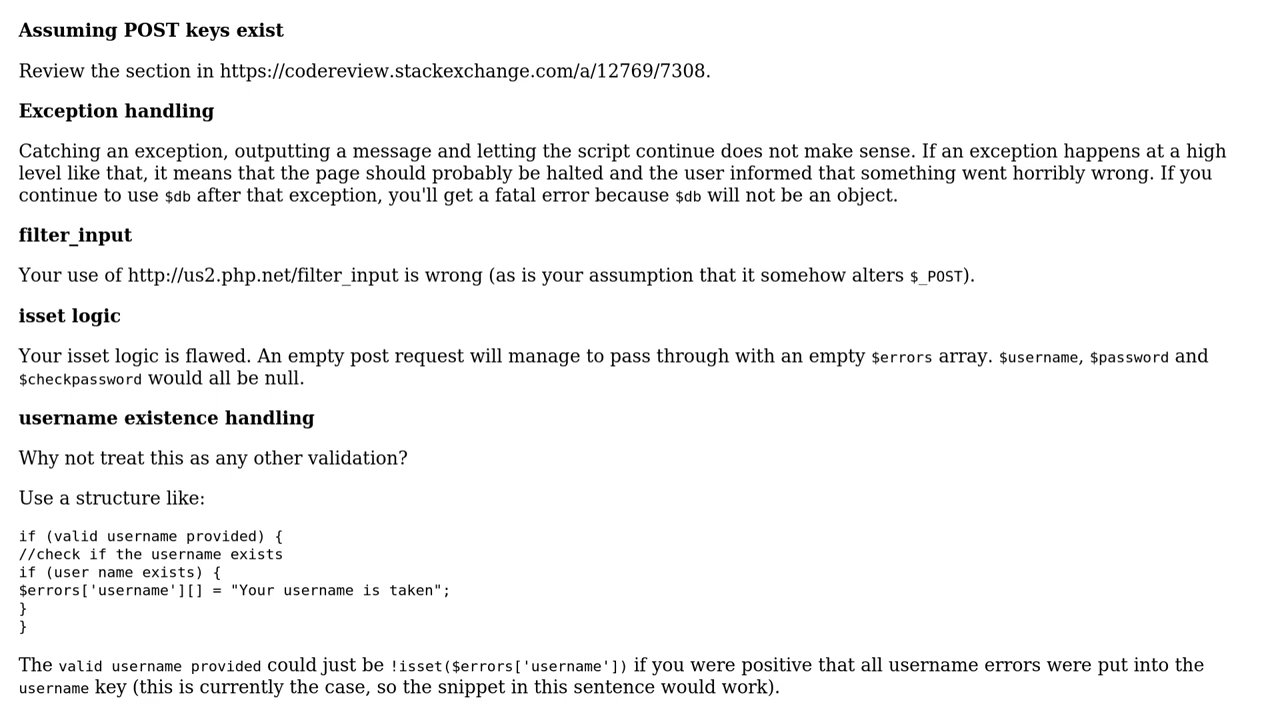 Assuming POST keys exist
Review the section in https://codereview.stackexchange.com/a/12769/7308.
Exception handling
Catching an exception, outputting a message and letting the script continue does not make sense. If an exception happens at a high
level like that, it means that the page should probably be halted and the user informed that something went horribly wrong. If you
continue to use $db after that exception, you'll get a fatal error because $db will not be an object.
filter_input
Your use of http://us2.php.net/filter_input is wrong (as is your assumption that it somehow alters $_POST).
isset logic
Your isset logic is flawed. An empty post request will manage to pass through with an empty $errors array. $username, $password and
$checkpassword would all be null.
username existence handling
Why not treat this as any other validation?
Use a structure like:
if (valid username provided) {
//check if the username exists
if (user name exists) {
$errors['username'][] = "Your username is taken";
}
}
The valid username provided could just be !isset($errors['username']) if you were positive that all username errors were put into the
username key (this is currently the case, so the snippet in this sentence would work).